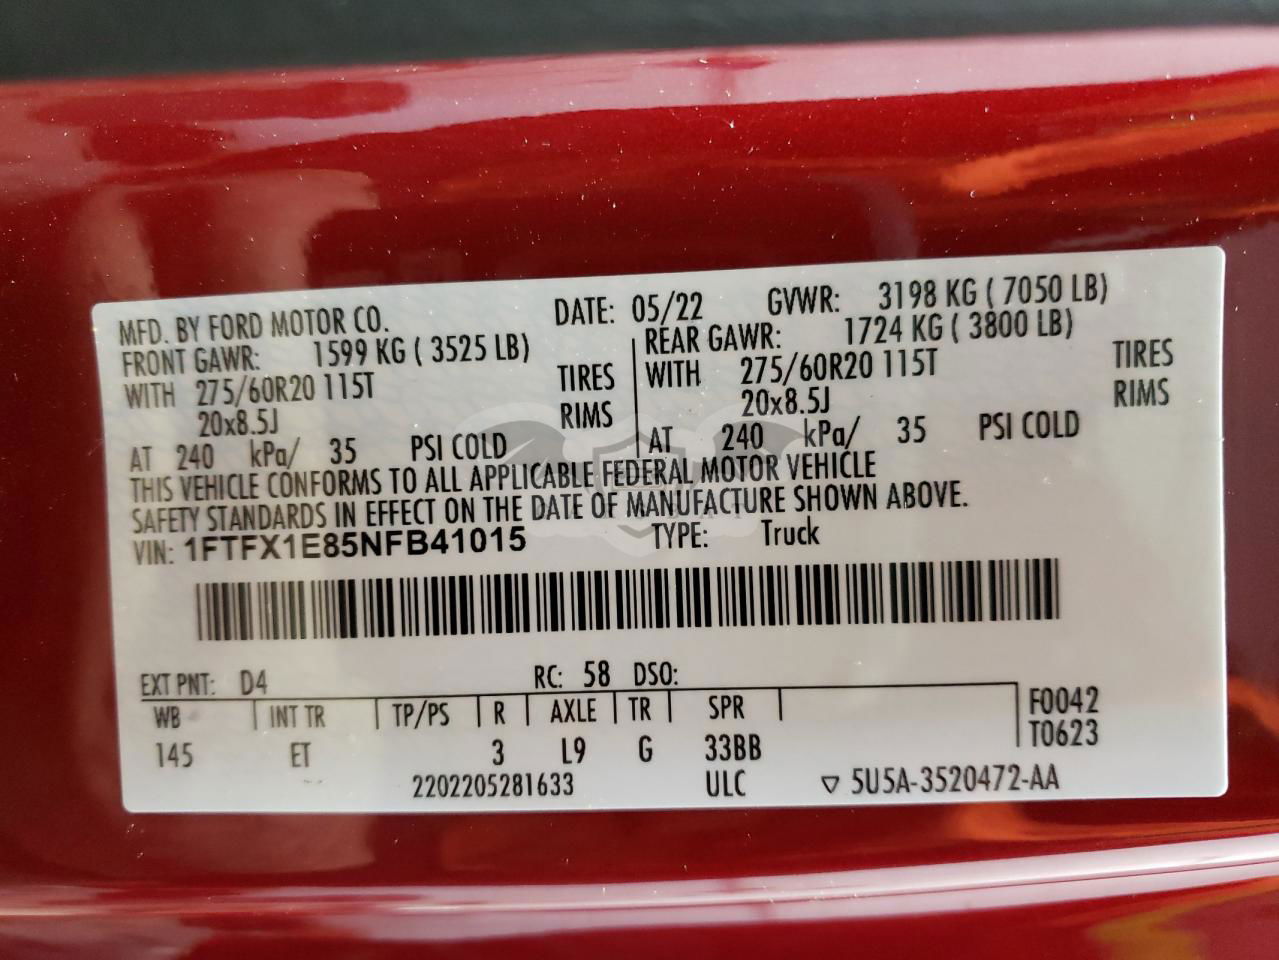 MFD. BY FORD MOTOR CO. DATE: 05/22 GVWR: 3198 KG ( 7050 LB)
FRONT GAWR: 1599 KG ( 3525 LB) REAR GAWR: 1724 KG ( 3800 LB)
WITH 275/60R20 115T TIRES WITH 275/60R20 115T TIRES
20x8.5J RIMS 20x8.5J RIMS
AT 240 kPa/ 35 PSI COLD AT 240 kPa/ 35 PSI COLD
THIS VEHICLE CONFORMS TO ALL APPLICABLE FEDERAL MOTOR VEHICLE
SAFETY STANDARDS IN EFFECT ON THE DATE OF MANUFACTURE SHOWN ABOVE.
VIN: 1FTFX1E85NFB41015 TYPE: Truck
EXT PNT: D4 RC: 58 DSO:
WB INT TR TP/PS R AXLE TR SPR F0042
145 ET 3 L9 G 33BB T0623
2202205281633 ULC ▽ 5U5A-3520472-AA